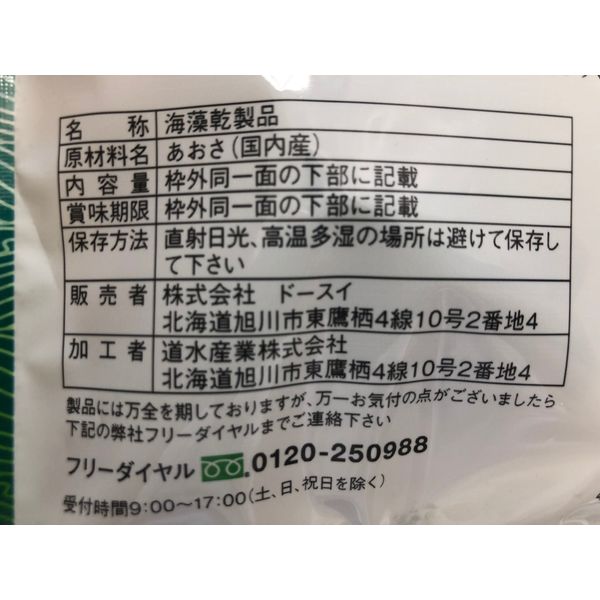 名称 海藻乾製品
原材料名 あおさ(国内産)
内容量 枠外同一面の下部に記載
賞味期限 枠外同一面の下部に記載
保存方法 直射日光、高温多湿の場所は避けて保存し
て下さい
販売者 株式会社 ドースイ
北海道旭川市東鷹栖4線10号2番地4
加工者 道水産業株式会社
北海道旭川市東鷹栖4線10号2番地4
製品には万全を期しておりますが、万一お気付の点がございましたら
下記の弊社フリーダイヤルまでご連絡下さい
フリーダイヤル 0120-250988
受付時間9:00〜17:00(土、日、祝日を除く)